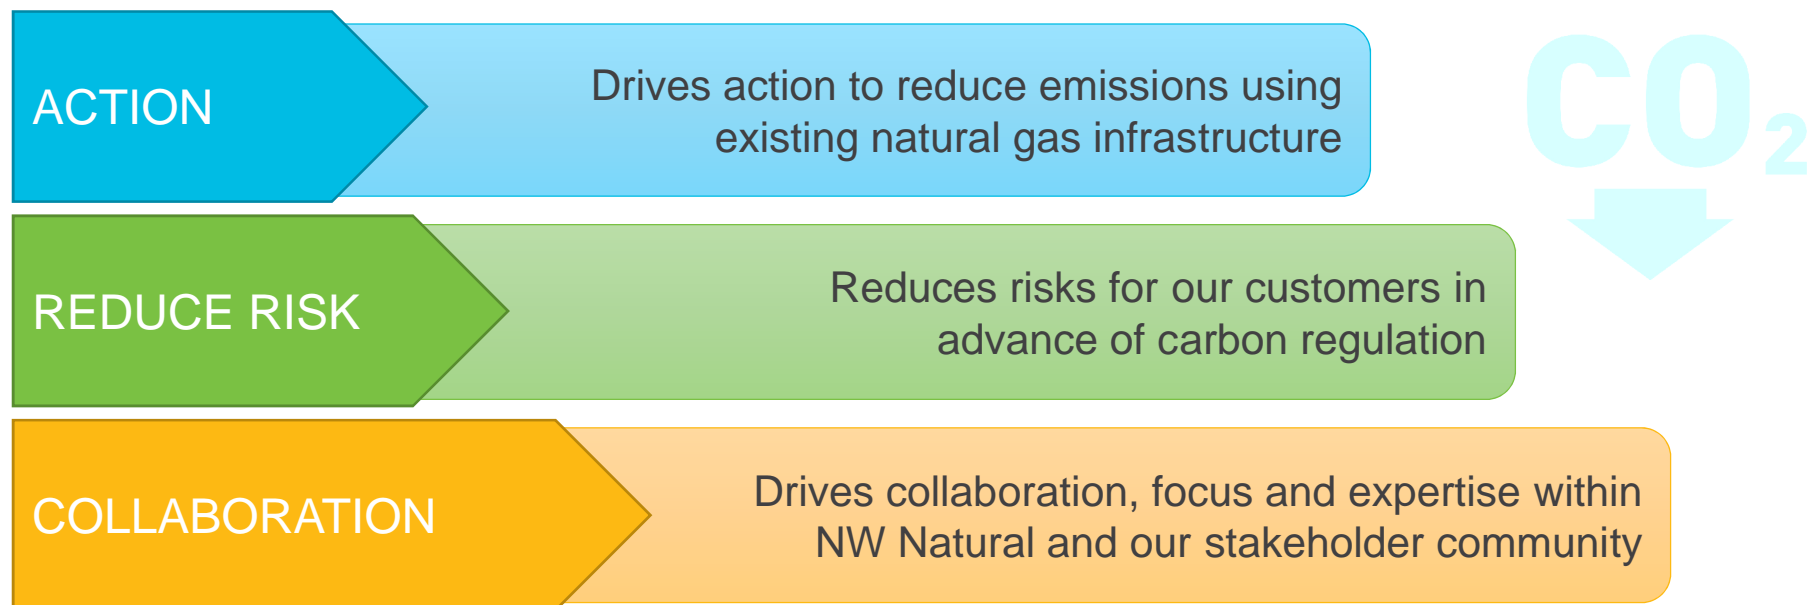 ACTION
Drives action to reduce emissions using
existing natural gas infrastructure
CO₂
REDUCE RISK
Reduces risks for our customers in
advance of carbon regulation
COLLABORATION
Drives collaboration, focus and expertise within
NW Natural and our stakeholder community